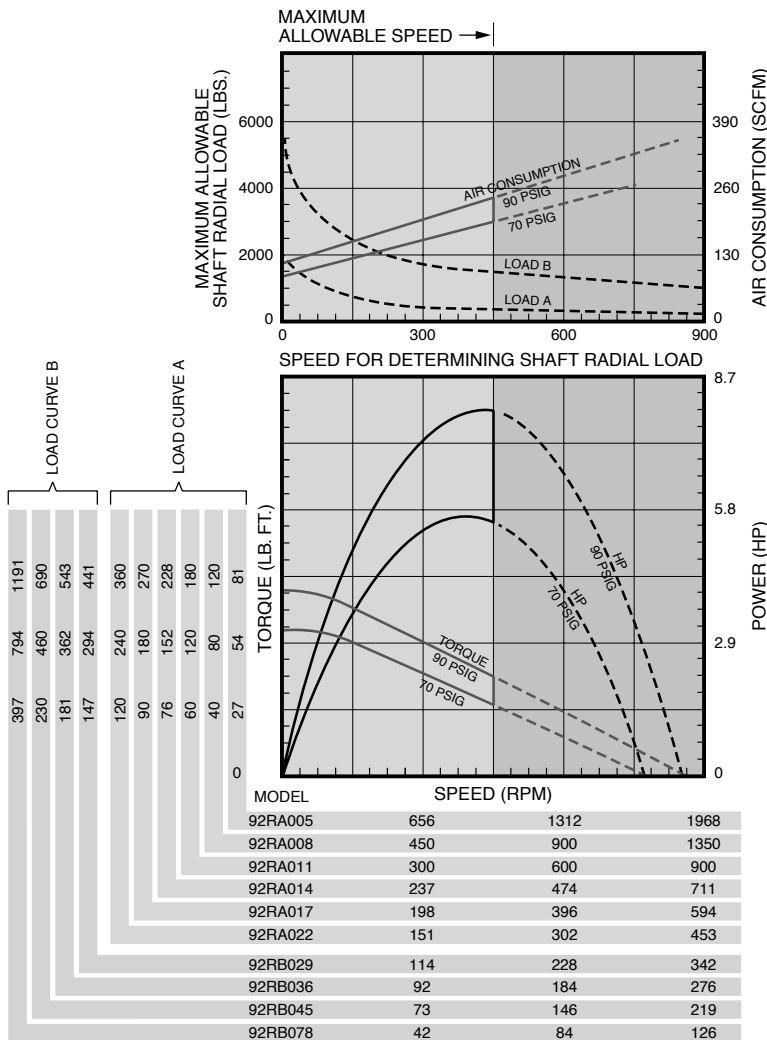 MAXIMUM
ALLOWABLE SPEED
MAXIMUM ALLOWABLE
SHAFT RADIAL LOAD (LBS.)
6000
4000
2000
0
AIR CONSUMPTION (SCFM)
390
260
130
0
AIR CONSUMPTION
90 PSIG
70 PSIG
LOAD B
LOAD A
0 300 600 900
SPEED FOR DETERMINING SHAFT RADIAL LOAD
LOAD CURVE B
LOAD CURVE A
1191 690 543 441 360 270 228 180 120 81
794 460 362 294 240 180 152 120 80 54
397 230 181 147 120 90 76 60 40 27
0
TORQUE (LB. FT.)
8.7
5.8
2.9
0
POWER (HP)
HP
90 PSIG
HP
70 PSIG
TORQUE
90 PSIG
70 PSIG
MODEL SPEED (RPM)
92RA005 656 1312 1968
92RA008 450 900 1350
92RA011 300 600 900
92RA014 237 474 711
92RA017 198 396 594
92RA022 151 302 453
92RB029 114 228 342
92RB036 92 184 276
92RB045 73 146 219
92RB078 42 84 126